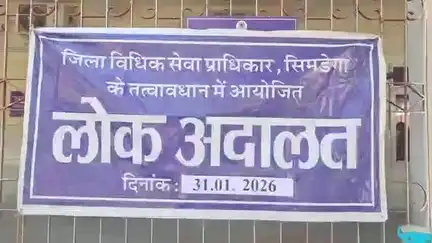 जिला विधिक सेवा प्राधिकार, सिमडेगा
के तत्वावधान में आयोजित
लोक अदालत
दिनांक : 31.01. 2026